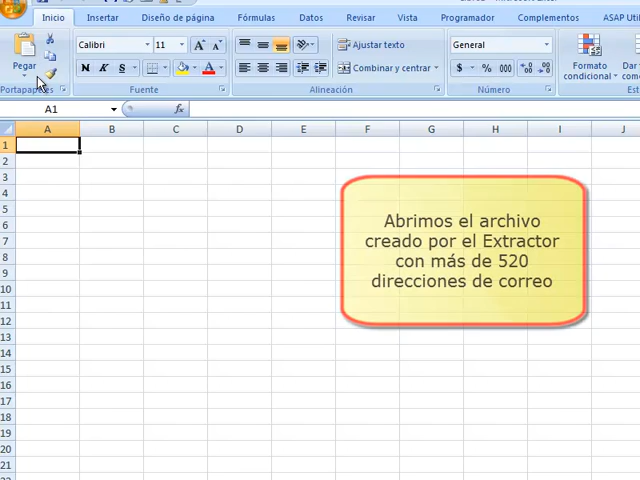 Inicio Insertar Diseño de página Fórmulas Datos Revisar Vista Programador Complementos ASAP Util
Pegar
Calibri 11
N K S
A A
Ajustar texto
Combinar y centrar
General
$ % 000
Formato
condicional
Dar
como
Portapapeles Fuente Alineación Número Est
A1 fx
A B C D E F G H I J
1
2
3
4
5
6
7
8
9
10
11
12
13
14
15
16
17
18
19
20
21
Abrimos el archivo
creado por el Extractor
con más de 520
direcciones de correo